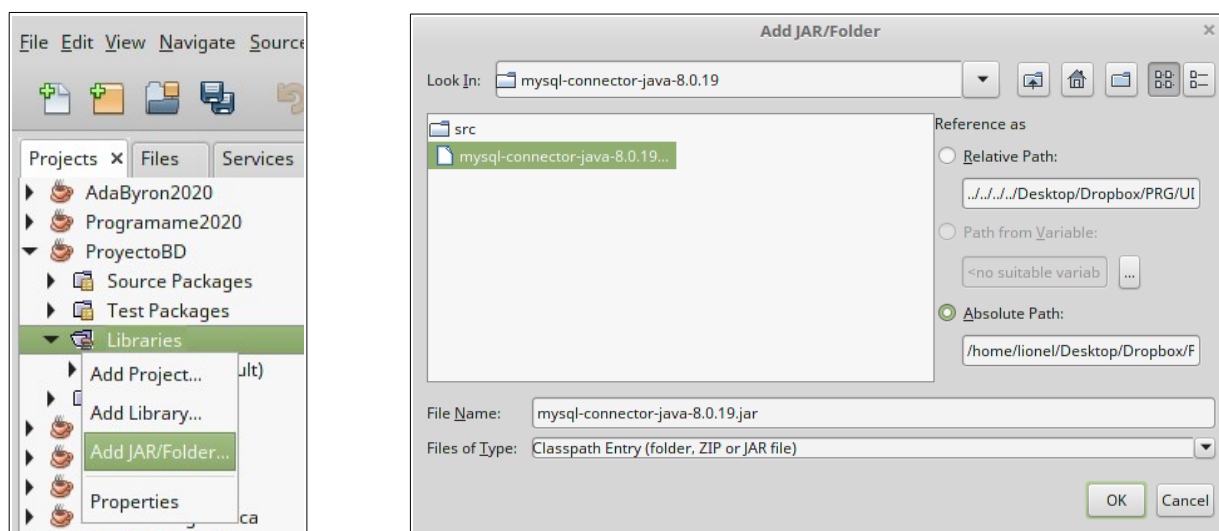 File Edit View Navigate Source
Projects × Files Services
AdaByron2020
Programame2020
ProyectoBD
Source Packages
Test Packages
Libraries
Add Project...
Add Library...
Add JAR/Folder...
Properties
Add JAR/Folder
Look In: mysql-connector-java-8.0.19
src
mysql-connector-java-8.0.19...
Reference as
Relative Path:
../../../../Desktop/Dropbox/PRG/UI
Path from Variable:
<no suitable variab ...
Absolute Path:
/home/lionel/Desktop/Dropbox/F
File Name: mysql-connector-java-8.0.19.jar
Files of Type: Classpath Entry (folder, ZIP or JAR file)
OK Cancel